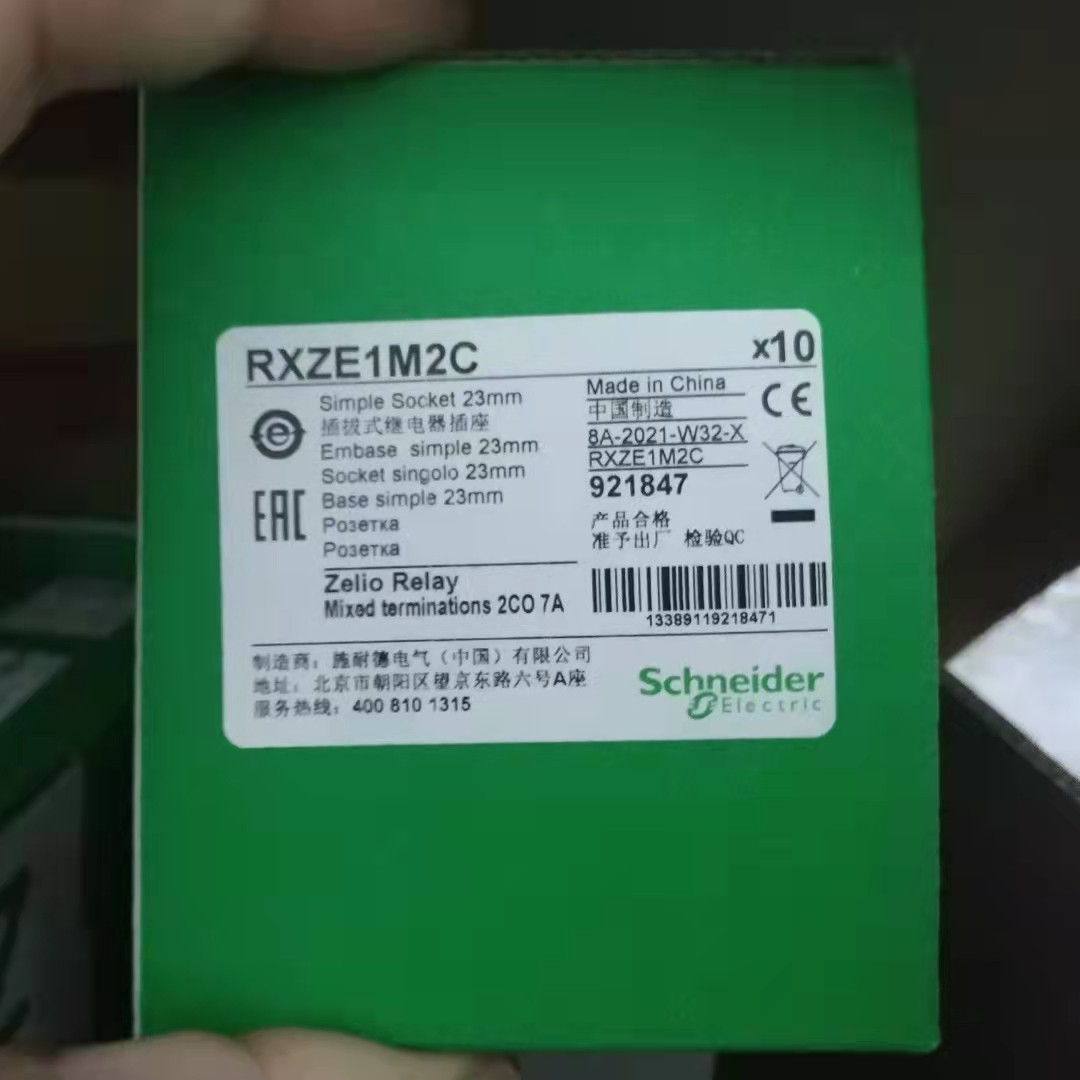 RXZE1M2C
x10
Simple Socket 23mm
插拔式继电器插座
Embase simple 23mm
Socket singolo 23mm
Base simple 23mm
Розетка
Розетка
EAC
Made in China
中国制造
8A-2021-W32-X
RXZE1M2C
921847
CE
产品合格
准予出厂 检验QC
Zelio Relay
Mixed terminations 2CO 7A
13389119218471
制造商：施耐德电气（中国）有限公司
地址：北京市朝阳区望京东路六号A座
服务热线：400 810 1315
Schneider
Electric